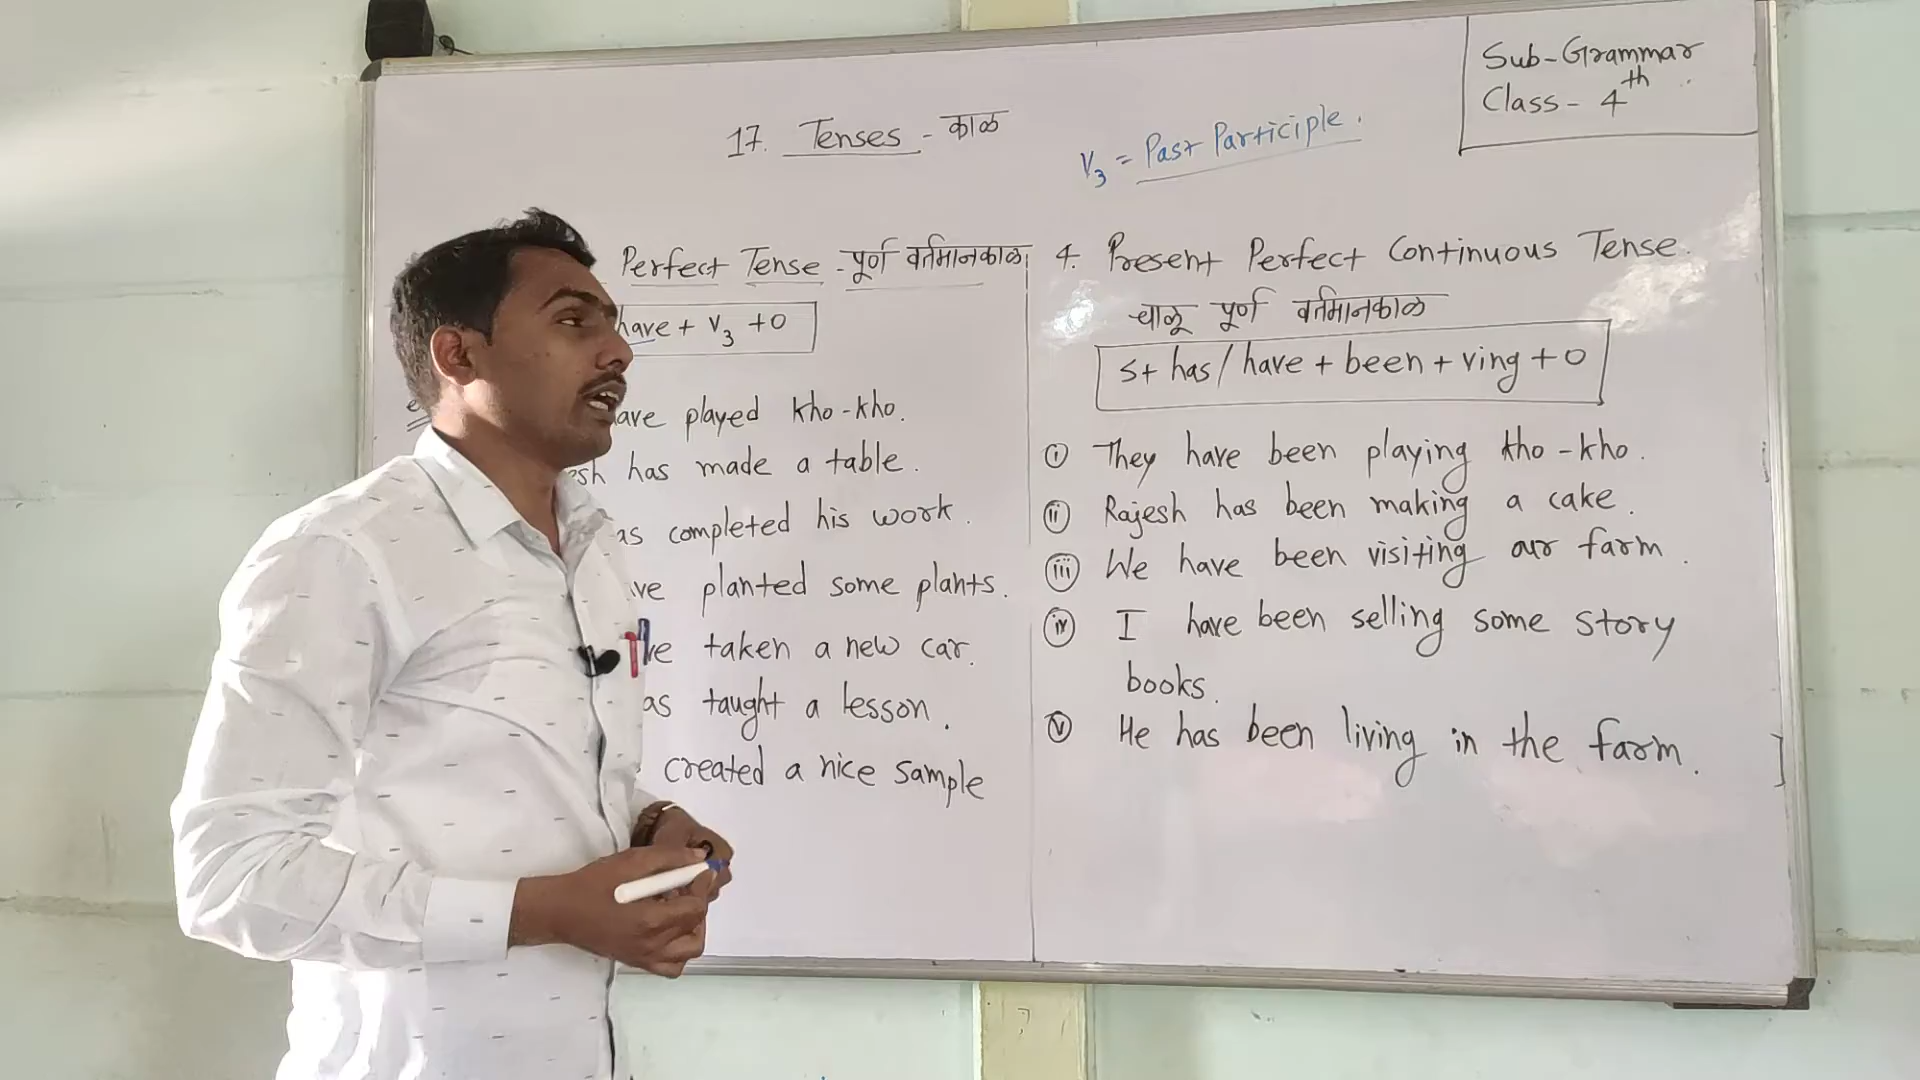 Sub-Grammar
Class- 4th
17. Tenses - काळ
V3 = Past Participle.
Perfect Tense - पूर्ण वर्तमानकाळ
have + V3 + 0
played kho-kho.
has made a table.
completed his work.
planted some plants.
taken a new car.
taught a lesson.
created a nice sample
4. Present Perfect Continuous Tense.
चाळू पूर्ण वर्तमानकाळ
S+ has/have + been + ving + 0
(i) They have been playing kho-kho.
(ii) Rajesh has been making a cake.
(iii) We have been visiting our farm.
(iv) I have been selling some story
books.
(v) He has been living in the farm.